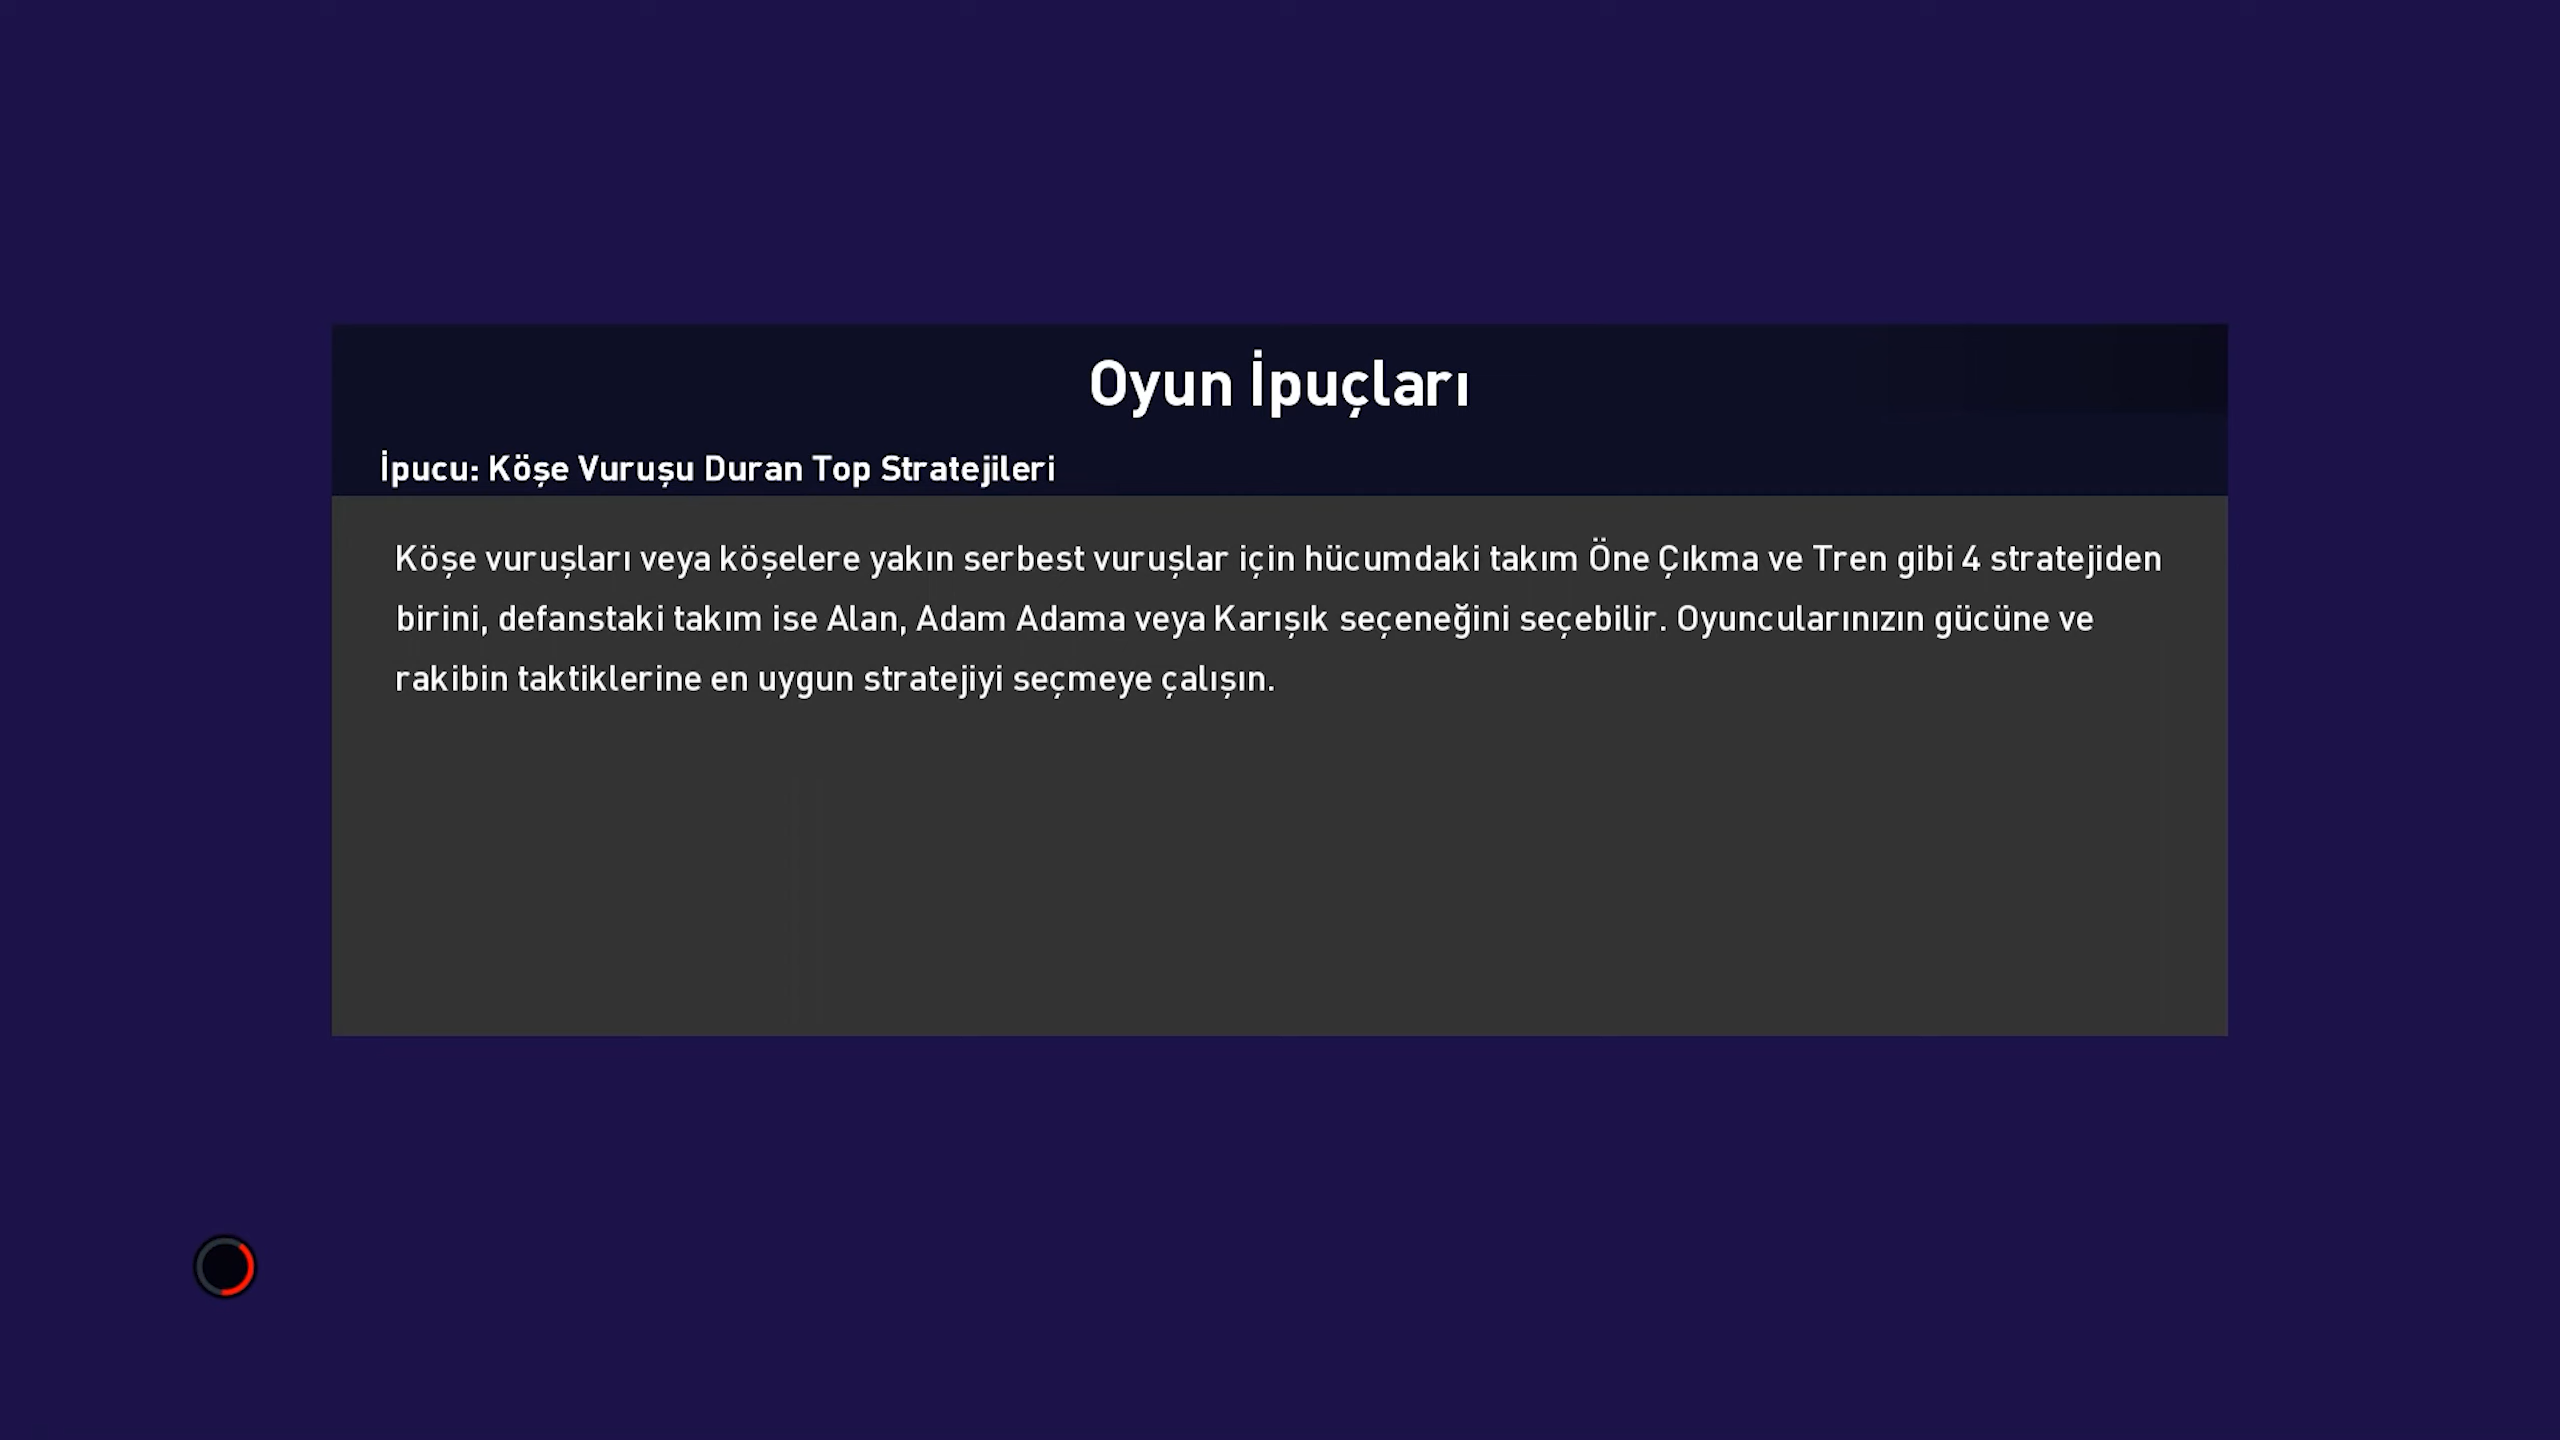 Oyun İpuçları
İpucu: Köşe Vuruşu Duran Top Stratejileri
Köşe vuruşları veya köşelere yakın serbest vuruşlar için hücumdaki takım Öne Çıkma ve Tren gibi 4 stratejiden
birini, defanstaki takım ise Alan, Adam Adama veya Karışık seçeneğini seçebilir. Oyuncularınızın gücüne ve
rakibin taktiklerine en uygun stratejiyi seçmeye çalışın.